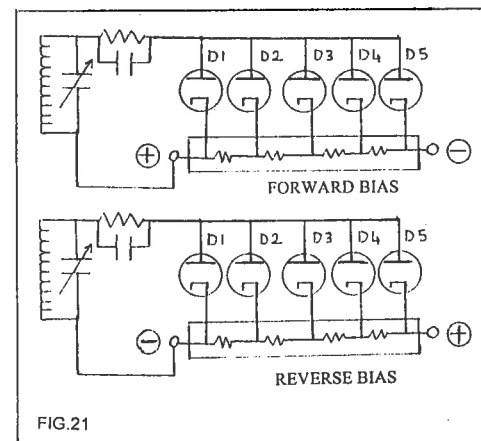 D1 D2 D3 D4 D5
+ −
FORWARD BIAS
D1 D2 D3 D4 D5
− +
REVERSE BIAS
FIG.21